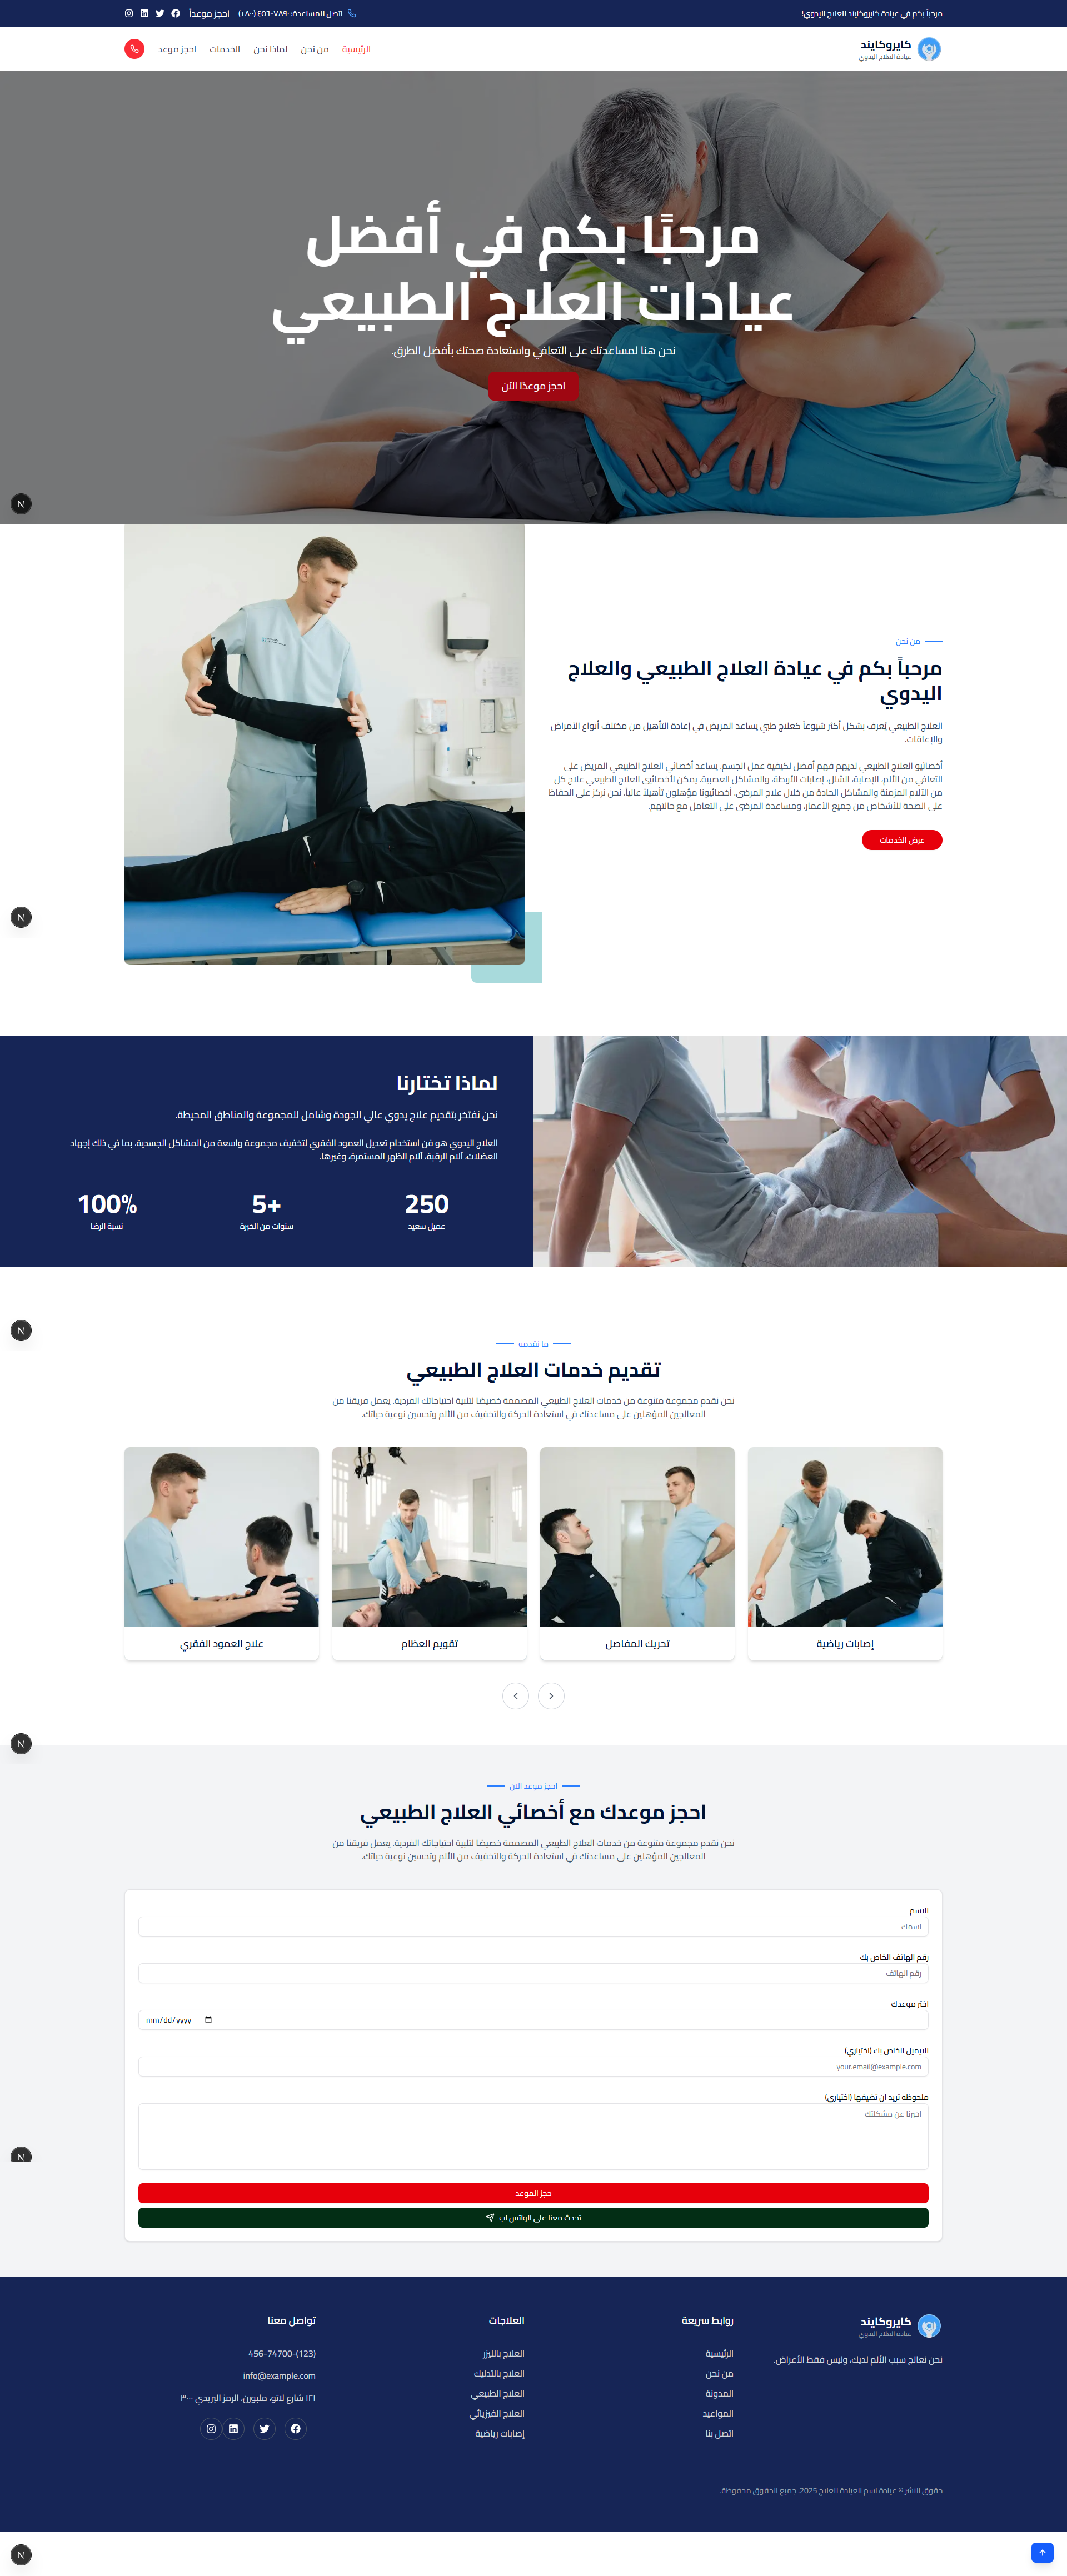 مرحباً بكم في عيادة كايروكايند للعلاج اليدوي!
اتصل للمساعدة: ٧٨٩٠-٤٥٦ (٨٠٠+)
احجز موعداً
كايروكايند
عيادة العلاج اليدوي
الرئيسية
من نحن
لماذا نحن
الخدمات
احجز موعد
مرحبًا بكم في أفضل
عيادات العلاج الطبيعي
نحن هنا لمساعدتك على التعافي واستعادة صحتك بأفضل الطرق.
احجز موعدًا الآن
من نحن
مرحباً بكم في عيادة العلاج الطبيعي والعلاج
اليدوي
العلاج الطبيعي يُعرف بشكل أكثر شيوعاً كعلاج طبي يساعد المريض في إعادة التأهيل من مختلف أنواع الأمراض
والإعاقات.
أخصائيو العلاج الطبيعي لديهم فهم أفضل لكيفية عمل الجسم. يساعد أخصائي العلاج الطبيعي المريض على
التعافي من الألم، الإصابة، الشلل، إصابات الأربطة، والمشاكل العصبية. يمكن لأخصائيي العلاج الطبيعي علاج كل
من الآلام المزمنة والمشاكل الحادة من خلال علاج المرضى. أخصائيونا مؤهلون تأهيلاً عالياً. نحن نركز على الحفاظ
على الصحة للأشخاص من جميع الأعمار، ومساعدة المرضى على التعامل مع حالتهم.
عرض الخدمات
لماذا تختارنا
نحن نفتخر بتقديم علاج يدوي عالي الجودة وشامل للمجموعة والمناطق المحيطة.
العلاج اليدوي هو فن استخدام تعديل العمود الفقري لتخفيف مجموعة واسعة من المشاكل الجسدية، بما في ذلك إجهاد
العضلات، آلام الرقبة، آلام الظهر المستمرة، وغيرها.
250
عميل سعيد
5+
سنوات من الخبرة
100%
نسبة الرضا
ما نقدمه
تقديم خدمات العلاج الطبيعي
نحن نقدم مجموعة متنوعة من خدمات العلاج الطبيعي المصممة خصيصًا لتلبية احتياجاتك الفردية. يعمل فريقنا من
المعالجين المؤهلين على مساعدتك في استعادة الحركة والتخفيف من الألم وتحسين نوعية حياتك.
إصابات رياضية
تحريك المفاصل
تقويم العظام
علاج العمود الفقري
احجز موعد الان
احجز موعدك مع أخصائي العلاج الطبيعي
نحن نقدم مجموعة متنوعة من خدمات العلاج الطبيعي المصممة خصيصًا لتلبية احتياجاتك الفردية. يعمل فريقنا من
المعالجين المؤهلين على مساعدتك في استعادة الحركة والتخفيف من الألم وتحسين نوعية حياتك.
الاسم
اسمك
رقم الهاتف الخاص بك
رقم الهاتف
اختر موعدك
mm/dd/yyyy
الايميل الخاص بك (اختياري)
your.email@example.com
ملحوظه تريد ان تضيفها (اختياري)
اخبرنا عن مشكلتك
حجز الموعد
تحدث معنا على الواتس اب
كايروكايند
عيادة العلاج اليدوي
نحن نعالج سبب الألم لديك، وليس فقط الأعراض.
روابط سريعة
الرئيسية
من نحن
المدونة
المواعيد
اتصل بنا
العلاجات
العلاج بالليزر
العلاج بالتدليك
العلاج الطبيعي
العلاج الفيزيائي
إصابات رياضية
تواصل معنا
456-74700-(123)
info@example.com
١٢١ شارع لاتو، ملبورن، الرمز البريدي ٣٠٠٠
حقوق النشر © عيادة اسم العيادة للعلاج 2025. جميع الحقوق محفوظة.